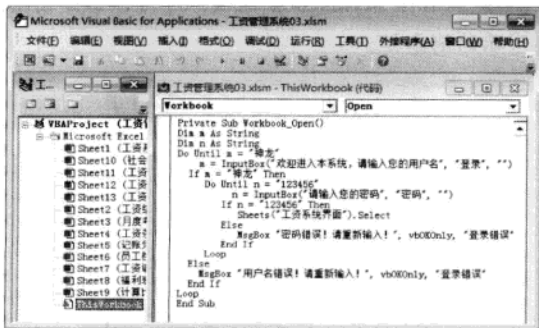 Microsoft Visual Basic for Applications - 工资管理系统03.xlsm
文件(F) 编辑(E) 视图(V) 插入(I) 格式(O) 调试(D) 运行(R) 工具(T) 外接程序(A) 窗口(W) 帮助(H)
工...
工资管理系统03.xlsm - ThisWorkbook (代码)
Workbook
Open
VBAProject (工资
Microsoft Excel
Sheet1 (工资
Sheet10 (社会
Sheet11 (工资
Sheet12 (工资
Sheet13 (工资
Sheet2 (工资
Sheet3 (月度
Sheet4 (工资
Sheet5 (记账
Sheet6 (员工
Sheet7 (工资
Sheet8 (福利
Sheet9 (计算
ThisWorkbook
Private Sub Workbook_Open()
Dim m As String
Dim n As String
Do Until m = "神龙"
m = InputBox("欢迎进入本系统，请输入您的用户名", "登录", "")
If m = "神龙" Then
Do Until n = "123456"
n = InputBox("请输入您的密码", "密码", "")
If n = "123456" Then
Sheets("工资系统界面").Select
Else
MsgBox "密码错误！请重新输入！", vbOKOnly, "登录错误"
End If
Loop
Else
MsgBox "用户名错误！请重新输入！", vbOKOnly, "登录错误"
End If
Loop
End Sub